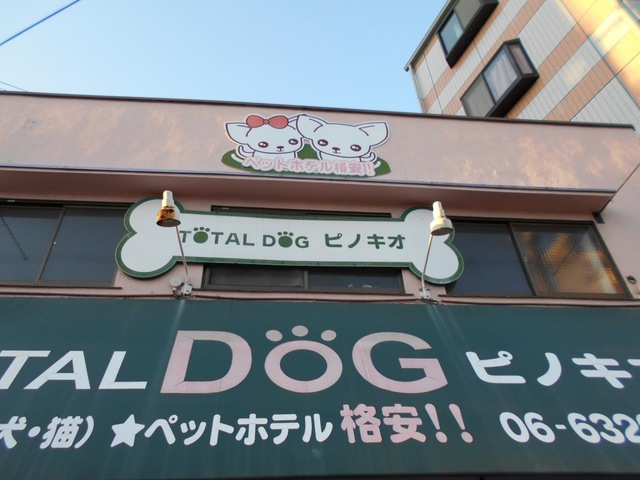 ペットホテル格安!!
TOTAL DOG ピノキオ
TAL DOG ピノキオ
犬・猫) ★ペットホテル 格安!! 06-632